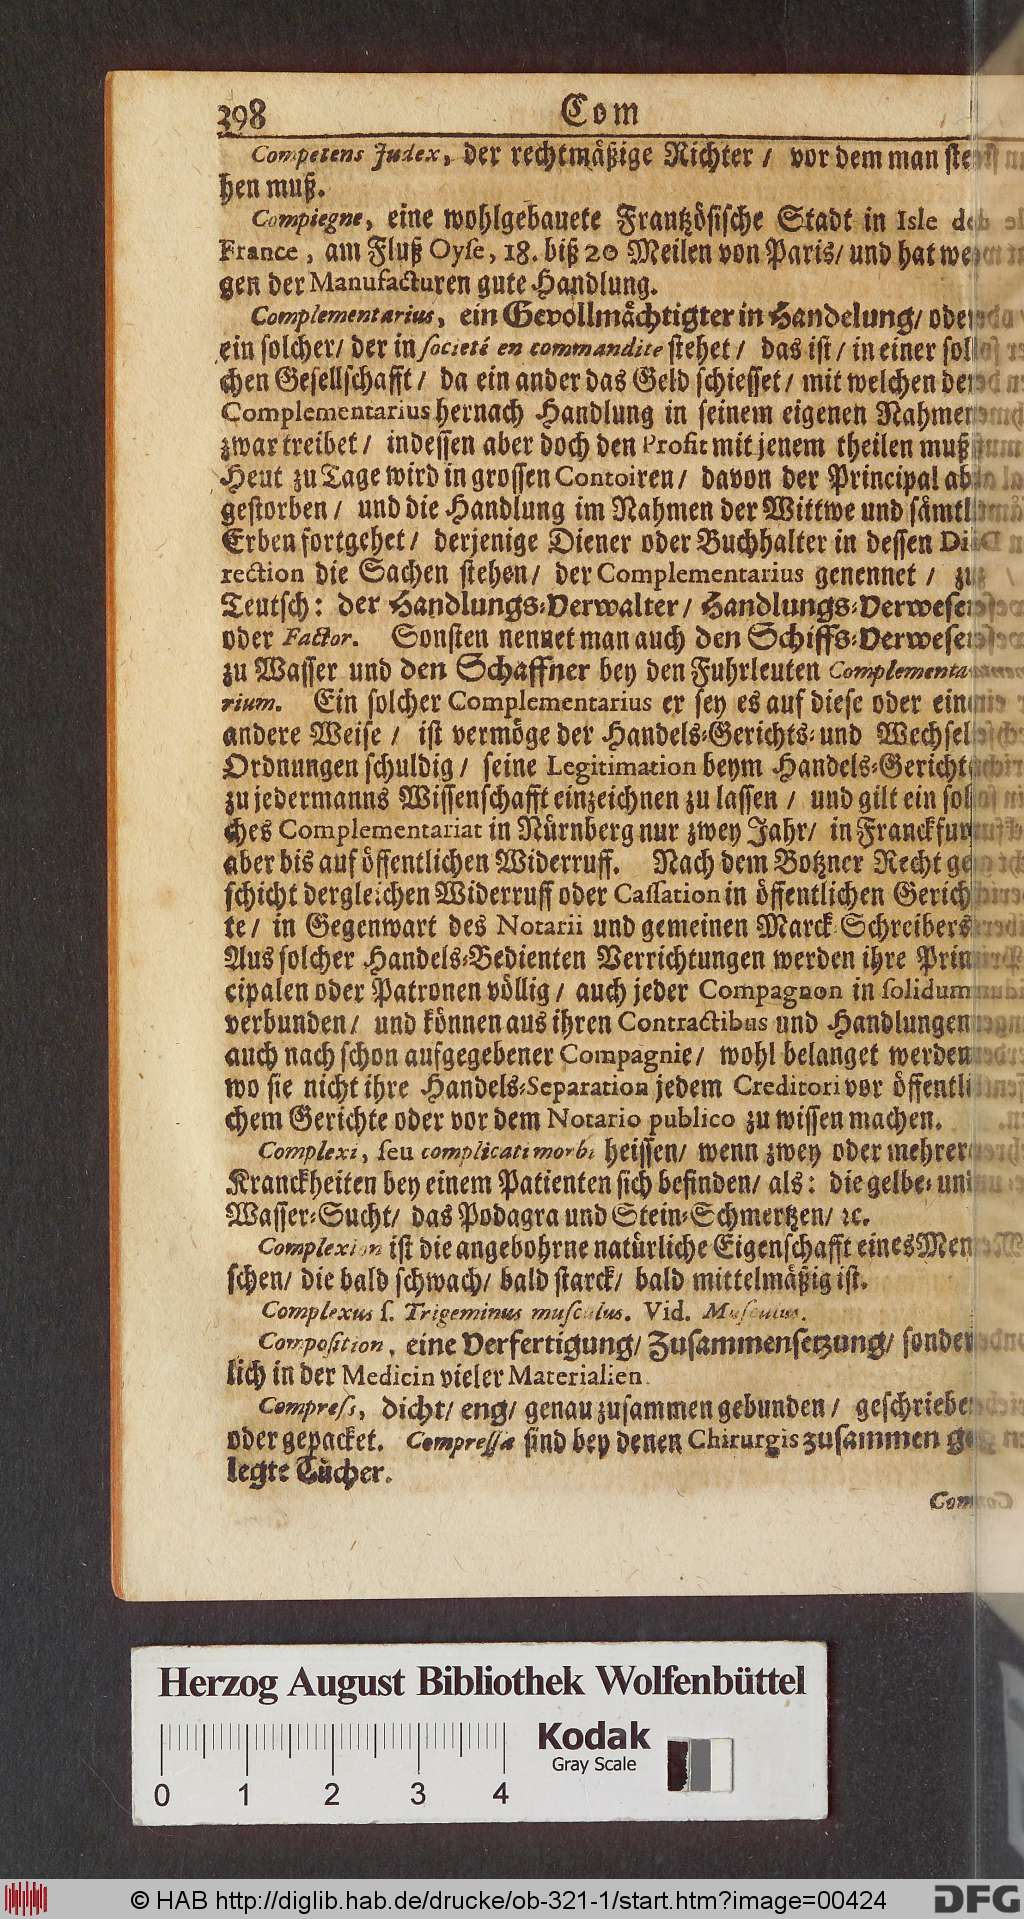 398 Com
Competens Judex, der rechtmäßige Richter / vor dem man ste-
hen muß.
Compiegne, eine wohlgebauete Frantzösische Stadt in Isle de
France, am Fluß Oyse, 18. biß 20 Meilen von Paris/ und hat we-
gen der Manufacturen gute Handlung.
Complementarius, ein Gevollmächtigter in Handelung/ oder
ein solcher/ der in societé en commandite stehet / das ist / in einer sol-
chen Gesellschafft / da ein ander das Geld schiesset / mit welchen der
Complementarius hernach Handlung in seinem eigenen Nahmen
zwar treibet / indessen aber doch den Profit mit jenem theilen muß
Heut zu Tage wird in grossen Contoiren / davon der Principal ab-
gestorben / und die Handlung im Nahmen der Wittwe und sämtl.
Erben fortgehet / derjenige Diener oder Buchhalter in dessen Di-
rection die Sachen stehen / der Complementarius genennet / zu
Teutsch: der Handlungs-Verwalter / Handlungs-Verweser
oder Factor. Sonsten nennet man auch den Schiffs-Verweser
zu Wasser und den Schaffner bey den Fuhrleuten Complementa-
rium. Ein solcher Complementarius er sey es auf diese oder ein
andere Weise / ist vermöge der Handels-Gerichts- und Wechsel-
Ordnungen schuldig / seine Legitimation beym Handels-Gericht
zu jedermanns Wissenschafft einzeichnen zu lassen / und gilt ein sol-
ches Complementariat in Nürnberg nur zwey Jahr/ in Franckfurt
aber bis auf öffentlichen Widerruff. Nach dem Botzner Recht ge-
schicht dergleichen Widerruff oder Cassation in öffentlichen Gerich-
te / in Gegenwart des Notarii und gemeinen Marck-Schreibers
Aus solcher Handels-Bedienten Verrichtungen werden ihre Prin-
cipalen oder Patronen völlig / auch jeder Compagnon in solidum
verbunden / und können aus ihren Contractibus und Handlungen
auch nach schon aufgegebener Compagnie / wohl belanget werden
wo sie nicht ihre Handels-Separation jedem Creditori vor öffentli-
chem Gerichte oder vor dem Notario publico zu wissen machen.
Complexi, seu complicati morbi heissen/ wenn zwey oder mehrer
Kranckheiten bey einem Patienten sich befinden/ als: die gelbe- und
Wasser-Sucht/ das Podagra und Stein-Schmertzen/ ꝛc.
Complexion ist die angebohrne natürliche Eigenschafft eines Men-
schen/ die bald schwach/ bald starck/ bald mittelmäßig ist.
Complexus s. Trigeminus musculus. Vid. Musculus.
Composition, eine Verfertigung/ Zusammensetzung/ sonder-
lich in der Medicin vieler Materialien.
Compress, dicht/ eng/ genau zusammen gebunden / geschrieben
oder gepacket. Compressæ sind bey denen Chirurgis zusammen ge-
legte Tücher.
Com-
Herzog August Bibliothek Wolfenbüttel
Kodak
Gray Scale
0 1 2 3 4
© HAB http://diglib.hab.de/drucke/ob-321-1/start.htm?image=00424
DFG